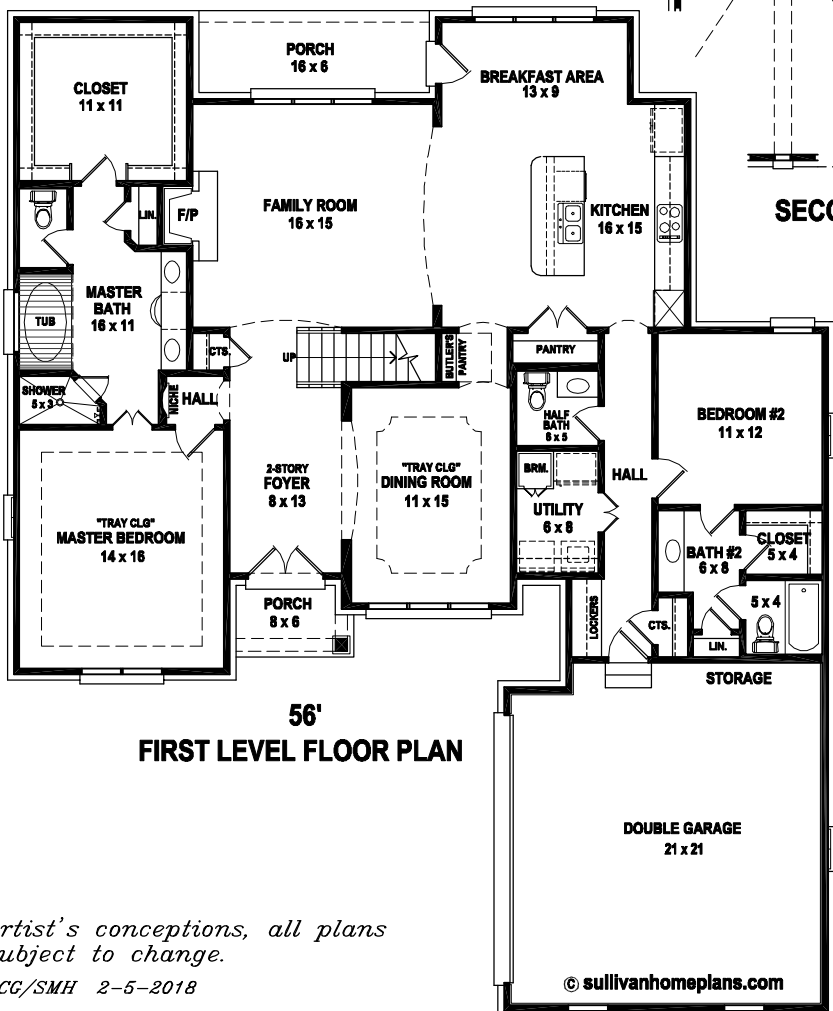 PORCH
16 x 6
BREAKFAST AREA
13 x 9
CLOSET
11 x 11
SECO
FAMILY ROOM
16 x 15
KITCHEN
16 x 15
LIN.
F/P
MASTER
BATH
16 x 11
TUB
CTS.
UP
BUTLER'S
PANTRY
PANTRY
SHOWER
5 x 3
NICHE
HALL
HALF
BATH
6 x 5
BEDROOM #2
11 x 12
2-STORY
FOYER
8 x 13
"TRAY CLG"
DINING ROOM
11 x 15
BRM.
HALL
UTILITY
6 x 8
"TRAY CLG"
MASTER BEDROOM
14 x 16
BATH #2
6 x 8
CLOSET
5 x 4
PORCH
8 x 6
LOCKERS
CTS.
5 x 4
LIN.
STORAGE
56'
FIRST LEVEL FLOOR PLAN
DOUBLE GARAGE
21 x 21
rtist's conceptions, all plans
ubject to change.
CG/SMH 2-5-2018
© sullivanhomeplans.com